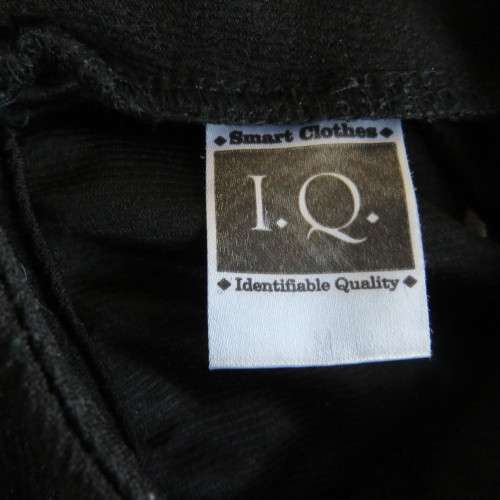 Smart Clothes
I.Q.
Identifiable Quality